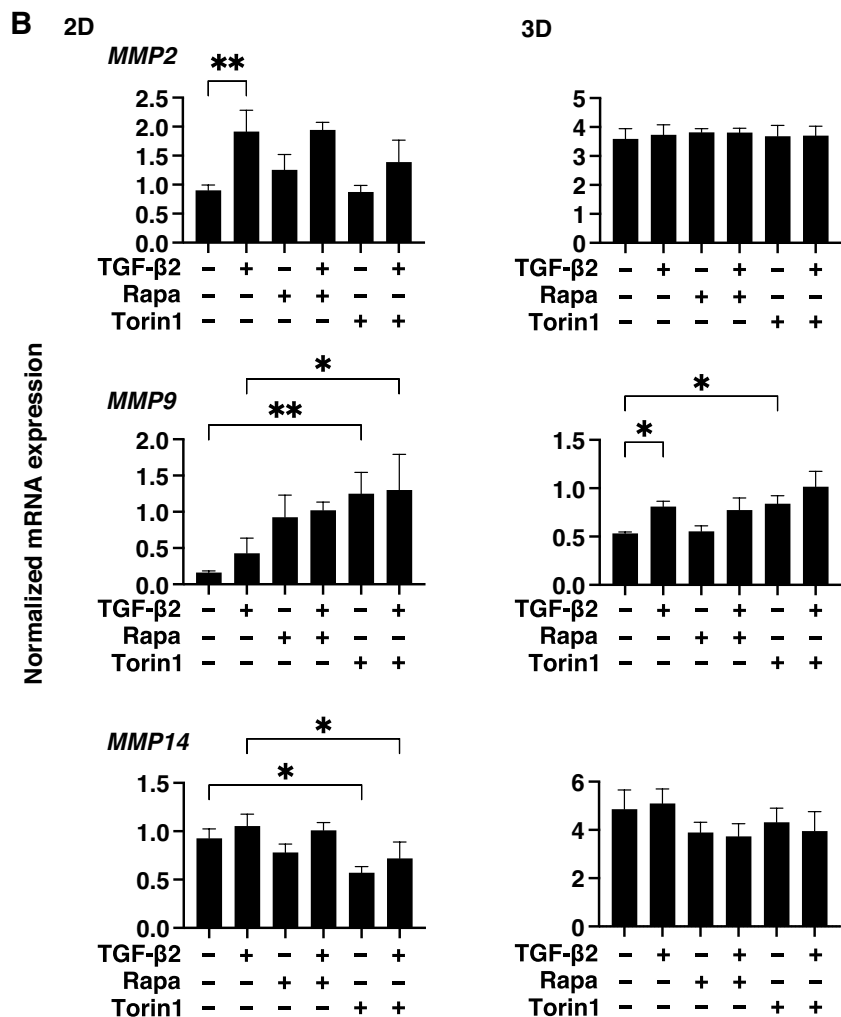 B 2D 3D
Normalized mRNA expression
MMP2
**
2.5
2.0
1.5
1.0
0.5
0.0
TGF-β2 − + − + − +
Rapa − − + + − −
Torin1 − − − − + +
5
4
3
2
1
0
TGF-β2 − + − + − +
Rapa − − + + − −
Torin1 − − − − + +
MMP9
*
**
2.0
1.5
1.0
0.5
0.0
TGF-β2 − + − + − +
Rapa − − + + − −
Torin1 − − − − + +
*
*
1.5
1.0
0.5
0.0
TGF-β2 − + − + − +
Rapa − − + + − −
Torin1 − − − − + +
MMP14
*
*
1.5
1.0
0.5
0.0
TGF-β2 − + − + − +
Rapa − − + + − −
Torin1 − − − − + +
6
4
2
0
TGF-β2 − + − + − +
Rapa − − + + − −
Torin1 − − − − + +